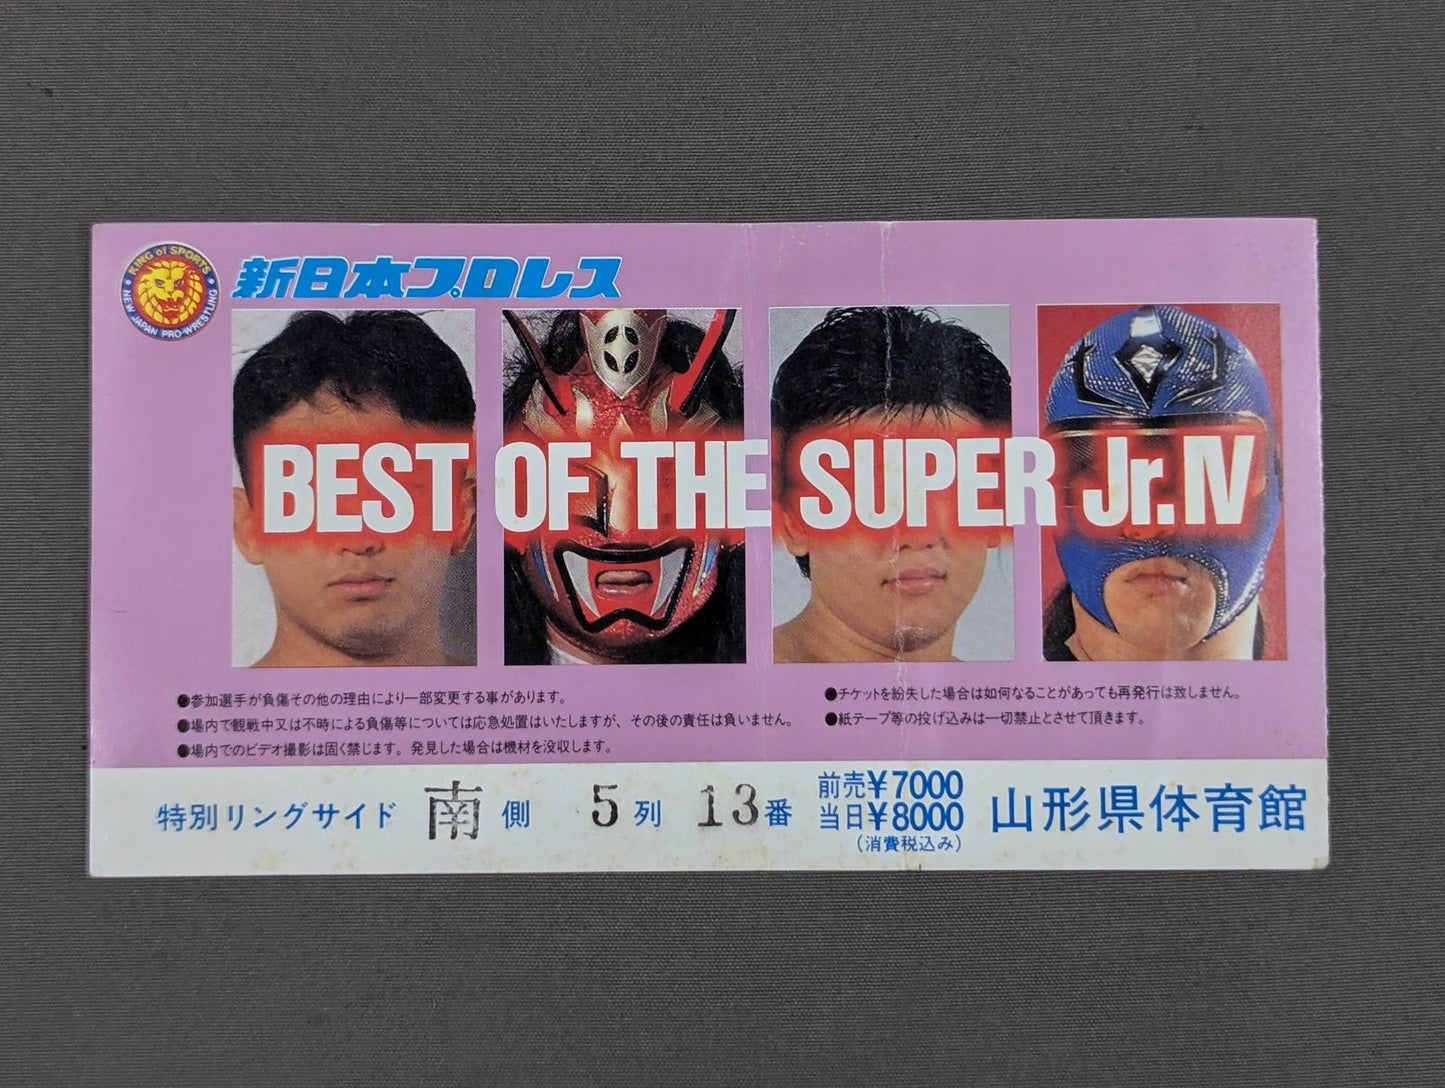 KING of SPORTS
NEW JAPAN PRO-WRESTLING
新日本プロレス
BEST OF THE SUPER Jr.IV
●参加選手が負傷その他の理由により一部変更する事があります。
●場内で観戦中又は不時による負傷等については応急処置はいたしますが、その後の責任は負いません。
●場内でのビデオ撮影は固く禁じます。発見した場合は機材を没収します。
●チケットを紛失した場合は如何なることがあっても再発行は致しません。
●紙テープ等の投げ込みは一切禁止とさせて頂きます。
特別リングサイド 南側 5列 13番
前売¥7000
当日¥8000
(消費税込み)
山形県体育館